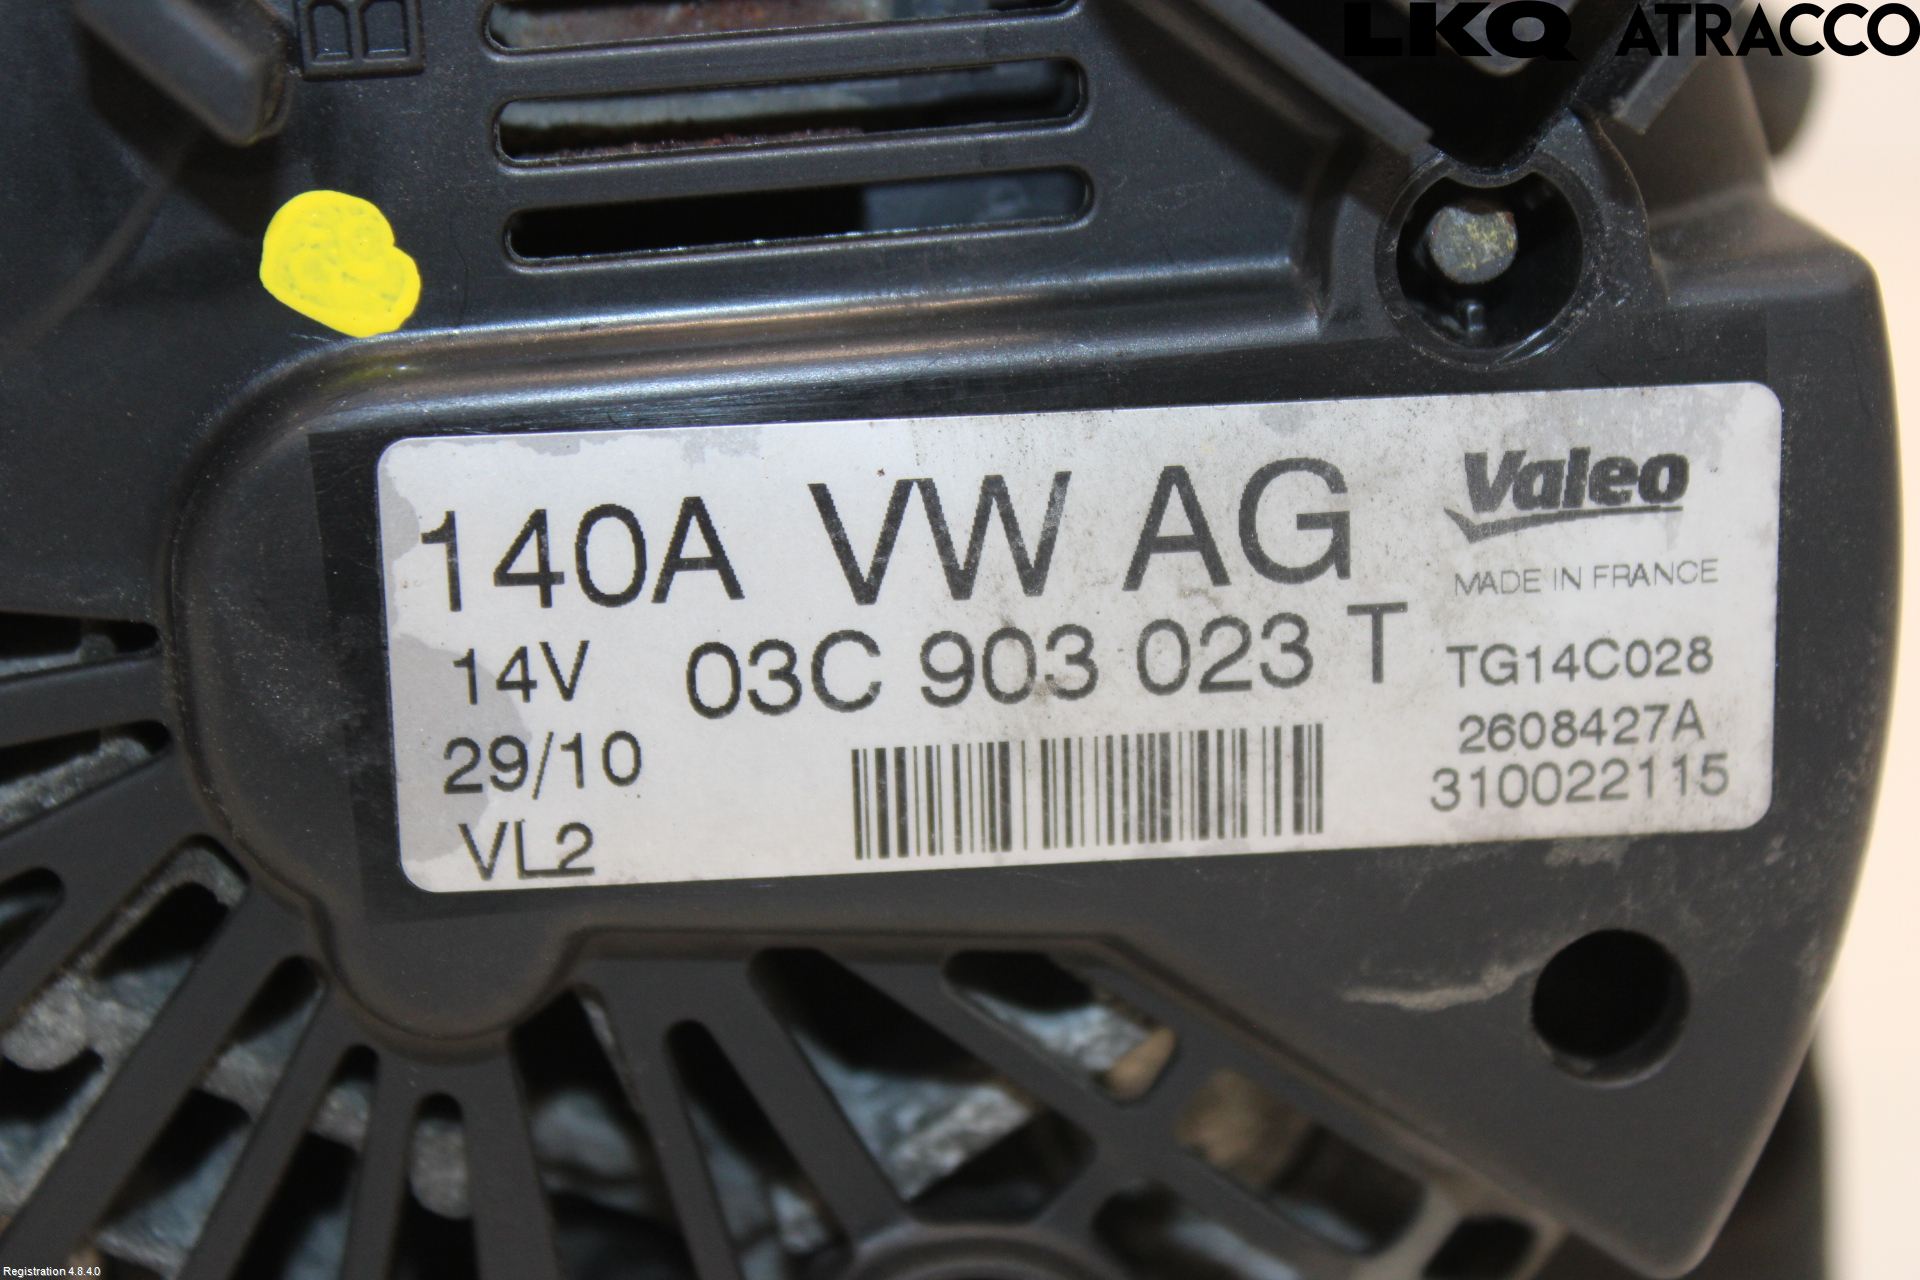 LKQ ATRACCO
B
140A VW AG
Valeo
MADE IN FRANCE
14V 03C 903 023 T
TG14C028
29/10
2608427A
310022115
VL2
Registration 4.8.4.0